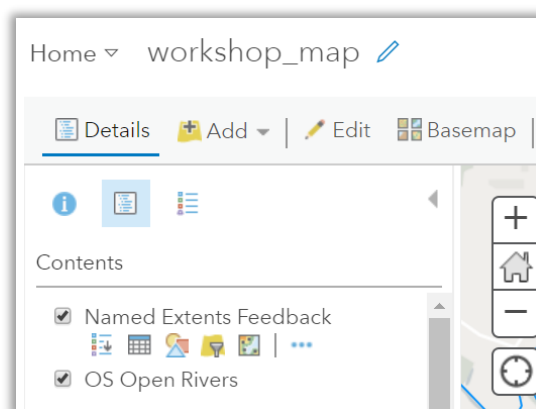 Home workshop_map
Details Add Edit Basemap
Contents
Named Extents Feedback
OS Open Rivers